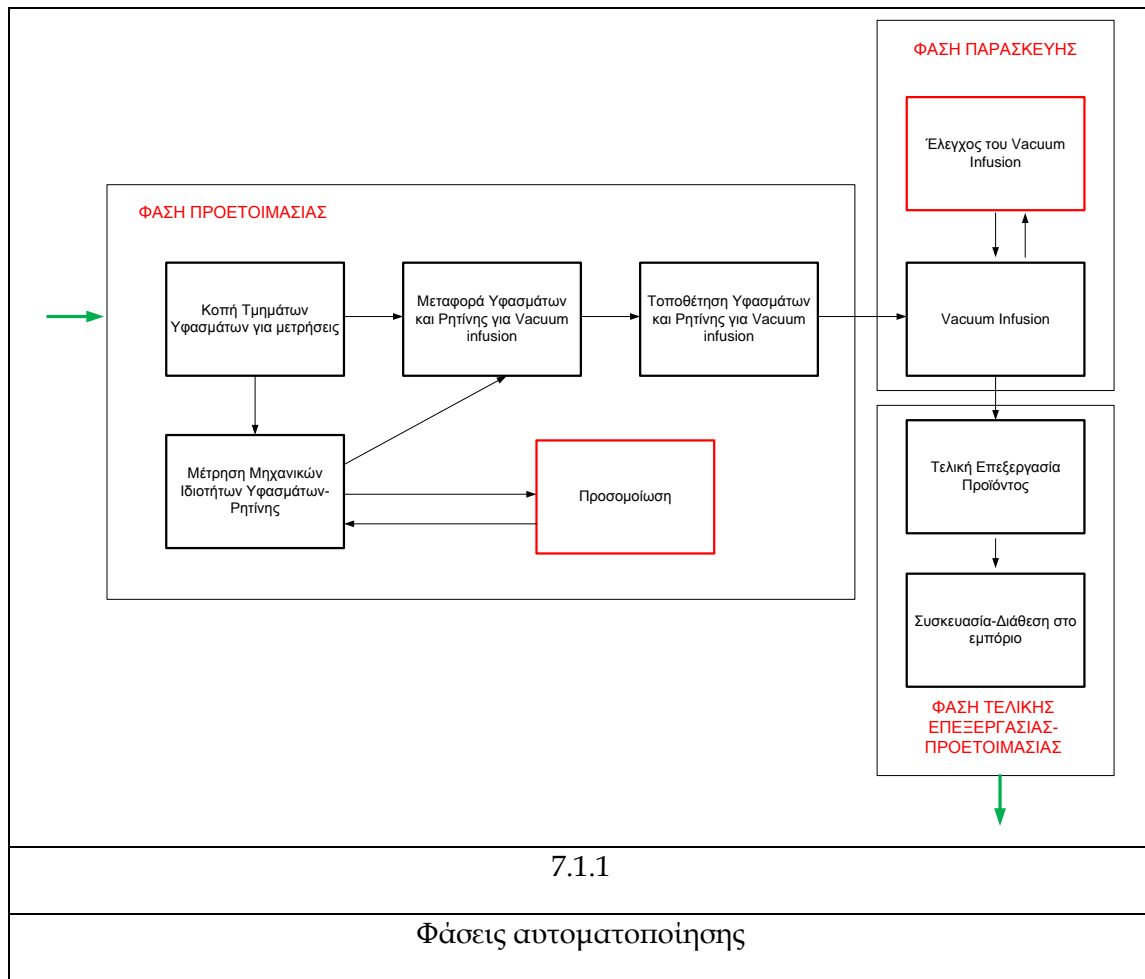 ΦΑΣΗ ΠΡΟΕΤΟΙΜΑΣΙΑΣ
Κοπή Τμημάτων
Υφασμάτων για μετρήσεις
Μεταφορά Υφασμάτων
και Ρητίνης για Vacuum
infusion
Τοποθέτηση Υφασμάτων
και Ρητίνης για Vacuum
infusion
Μέτρηση Μηχανικών
Ιδιοτήτων Υφασμάτων-
Ρητίνης
Προσομοίωση
ΦΑΣΗ ΠΑΡΑΣΚΕΥΗΣ
Έλεγχος του Vacuum
Infusion
Vacuum Infusion
Τελική Επεξεργασία
Προϊόντος
Συσκευασία-Διάθεση στο
εμπόριο
ΦΑΣΗ ΤΕΛΙΚΗΣ
ΕΠΕΞΕΡΓΑΣΙΑΣ-
ΠΡΟΕΤΟΙΜΑΣΙΑΣ
7.1.1
Φάσεις αυτοματοποίησης